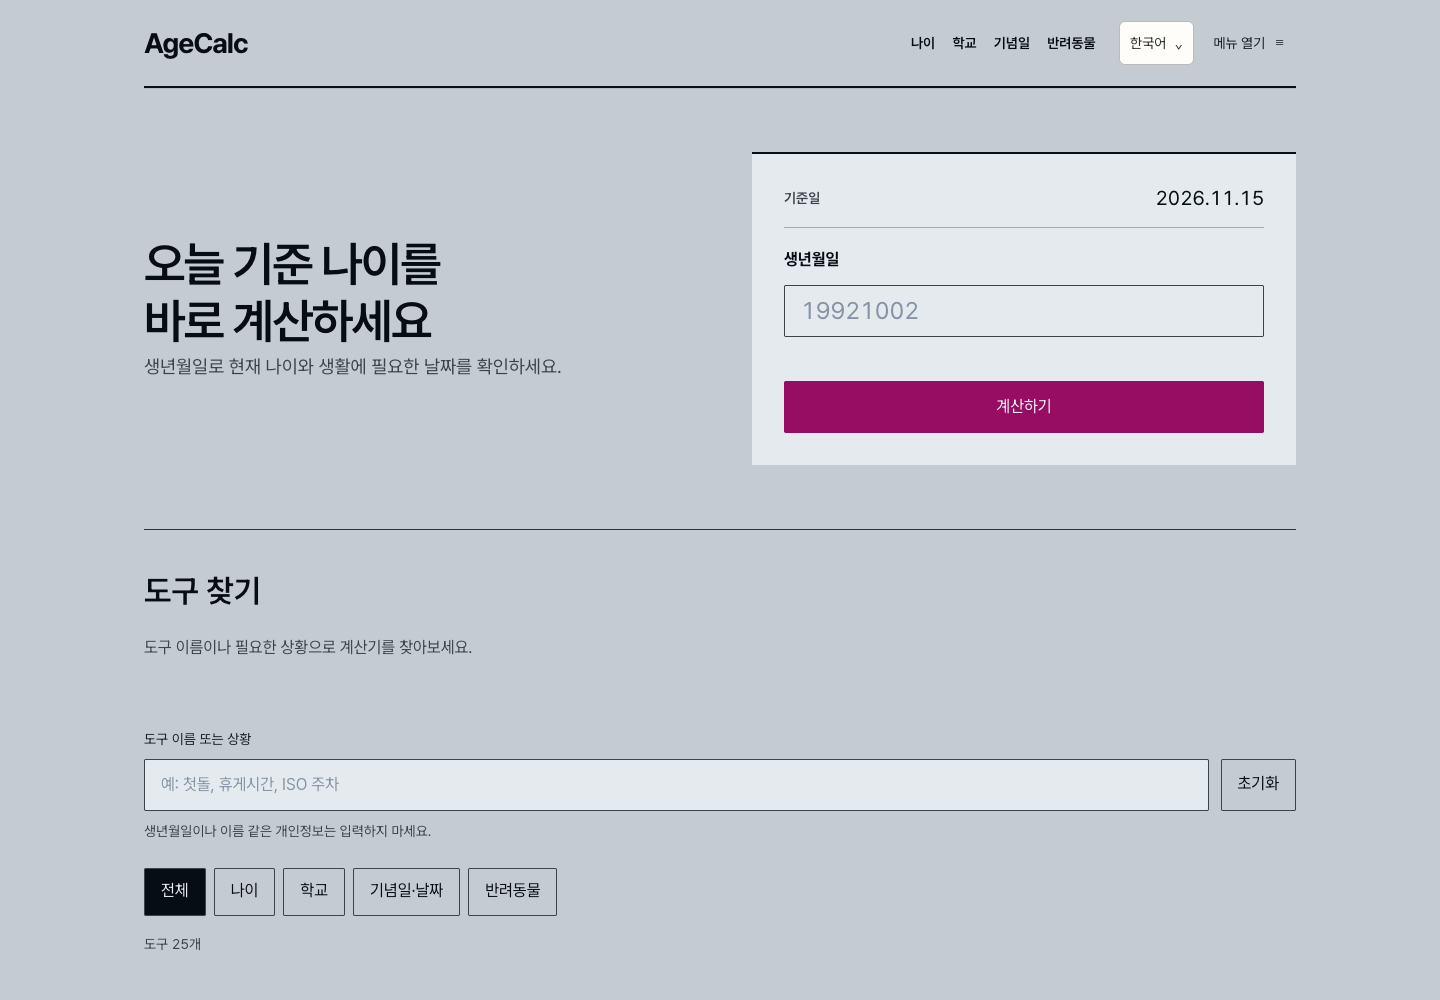 AgeCalc
나이 학교 기념일 반려동물 한국어 메뉴 열기
오늘 기준 나이를
바로 계산하세요
생년월일로 현재 나이와 생활에 필요한 날짜를 확인하세요.
기준일 2026.11.15
생년월일
19921002
계산하기
도구 찾기
도구 이름이나 필요한 상황으로 계산기를 찾아보세요.
도구 이름 또는 상황
예: 첫돌, 휴게시간, ISO 주차 초기화
생년월일이나 이름 같은 개인정보는 입력하지 마세요.
전체 나이 학교 기념일·날짜 반려동물
도구 25개